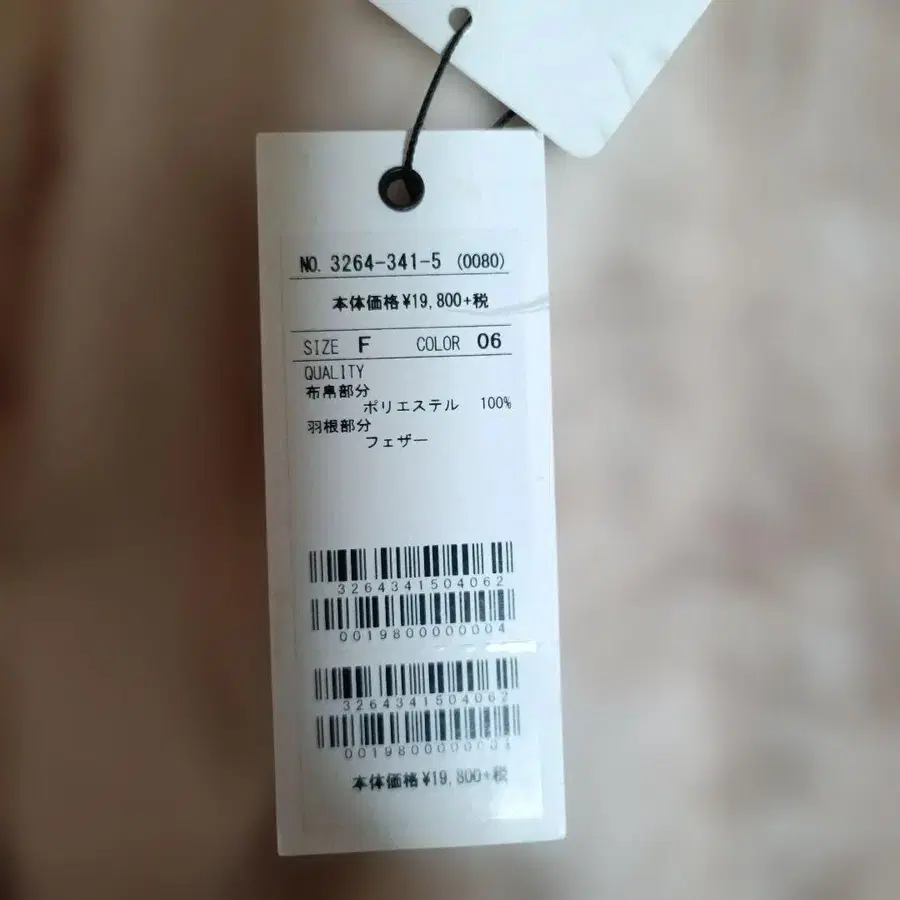 NO. 3264-341-5 (0080)
本体価格¥19,800+税
SIZE F COLOR 06
QUALITY
布帛部分
ポリエステル 100%
羽根部分
フェザー
3264341504062
0019800000004
3264341504062
0019800000004
本体価格¥19,800+税